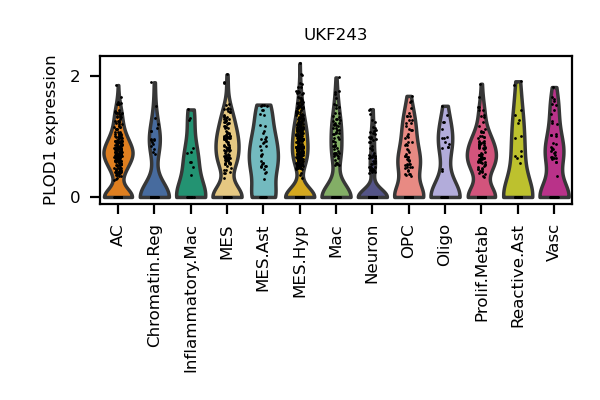 UKF243
PLOD1 expression
2
0
AC
Chromatin.Reg
Inflammatory.Mac
MES
MES.Ast
MES.Hyp
Mac
Neuron
OPC
Oligo
Prolif.Metab
Reactive.Ast
Vasc